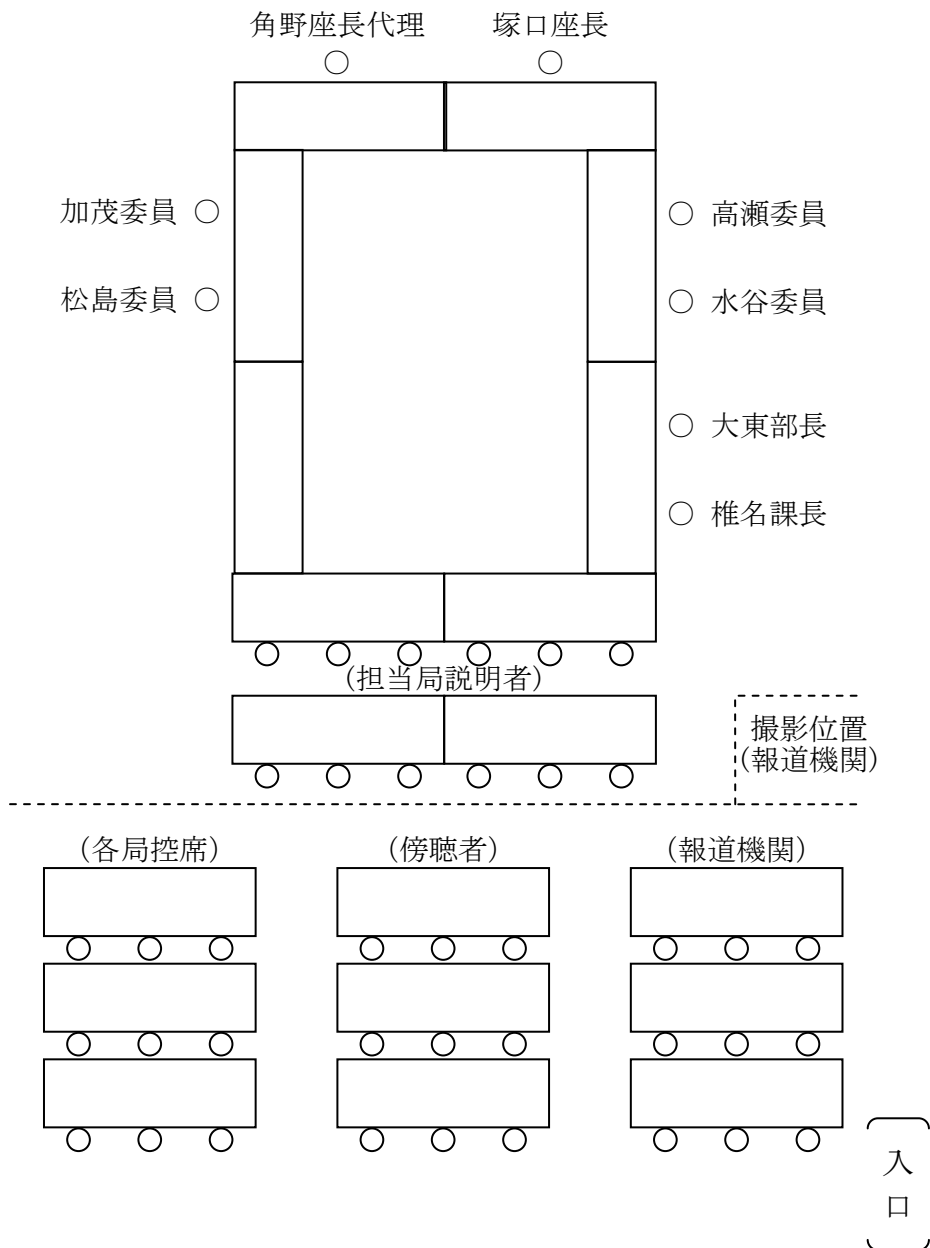 角野座長代理 塚口座長
加茂委員 高瀬委員
松島委員 水谷委員
大東部長
椎名課長
(担当局説明者)
撮影位置
(報道機関)
(各局控席) (傍聴者) (報道機関)
入
口